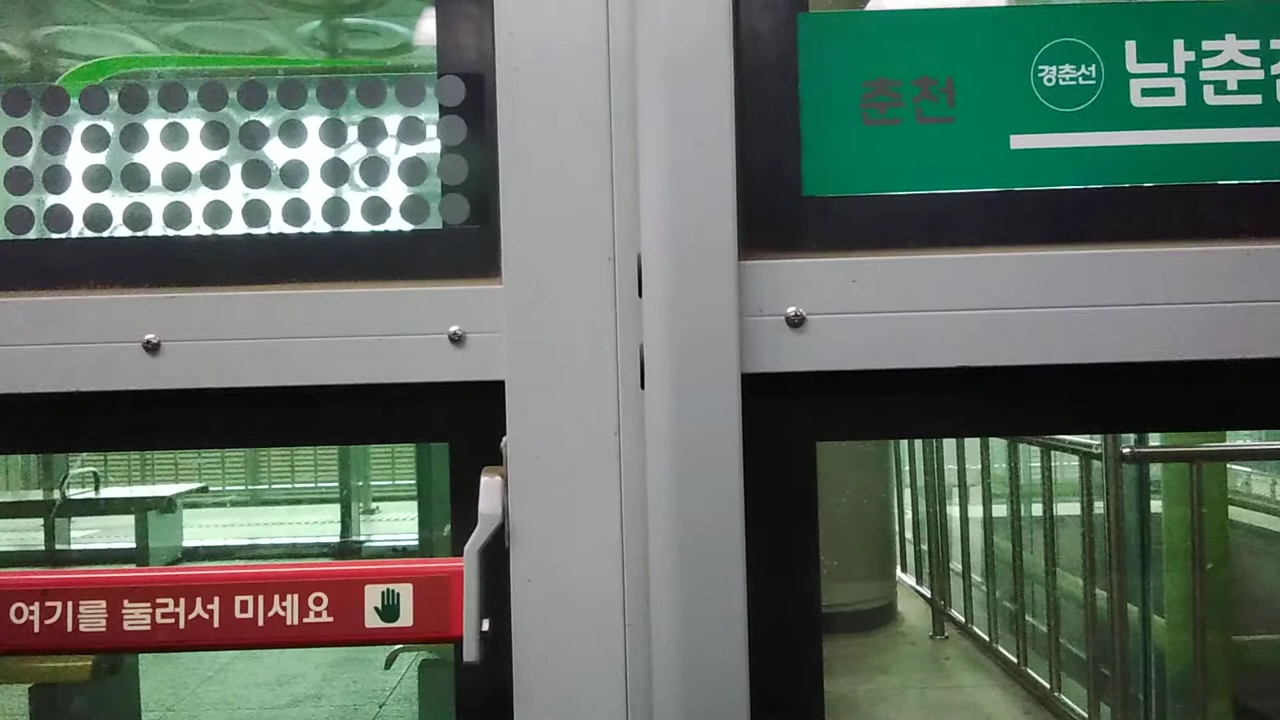 춘천
경춘선
남춘
여기를 눌러서 미세요